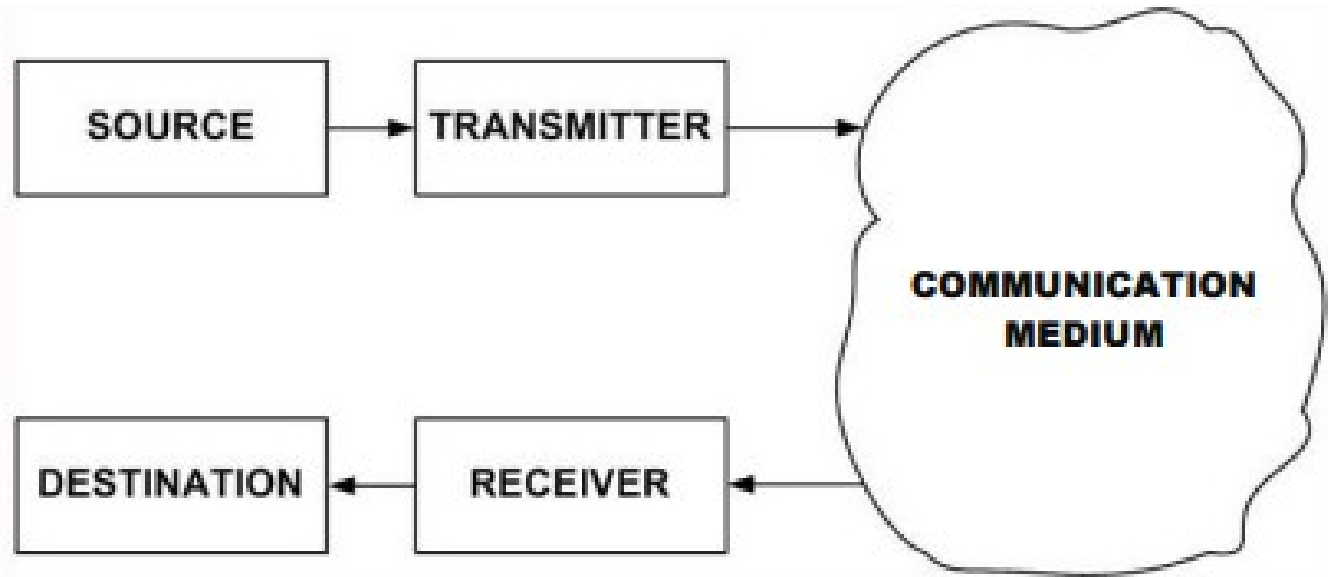 SOURCE
TRANSMITTER
COMMUNICATION
MEDIUM
DESTINATION
RECEIVER